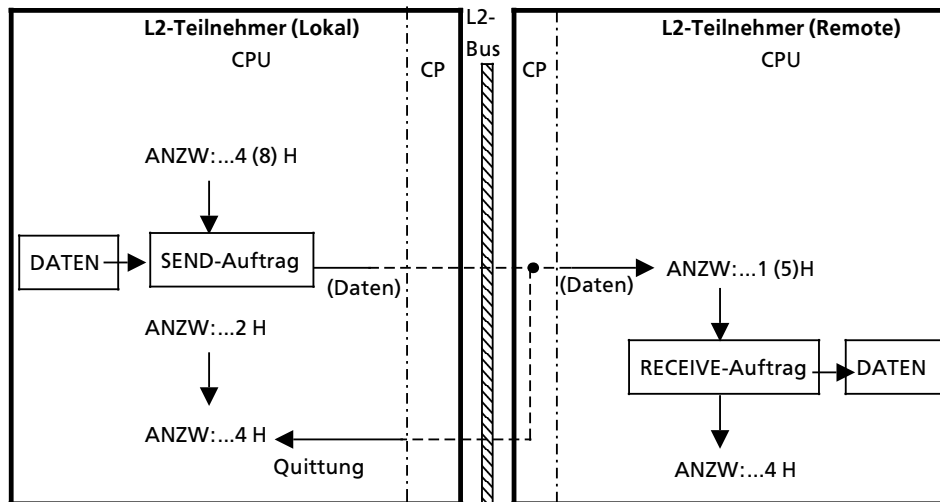 L2-Teilnehmer (Lokal)
CPU
CP
L2-
Bus
L2-Teilnehmer (Remote)
CP
CPU
ANZW:...4 (8) H
DATEN
SEND-Auftrag
(Daten)
(Daten)
ANZW:...1 (5)H
ANZW:...2 H
RECEIVE-Auftrag
DATEN
ANZW:...4 H
Quittung
ANZW:...4 H